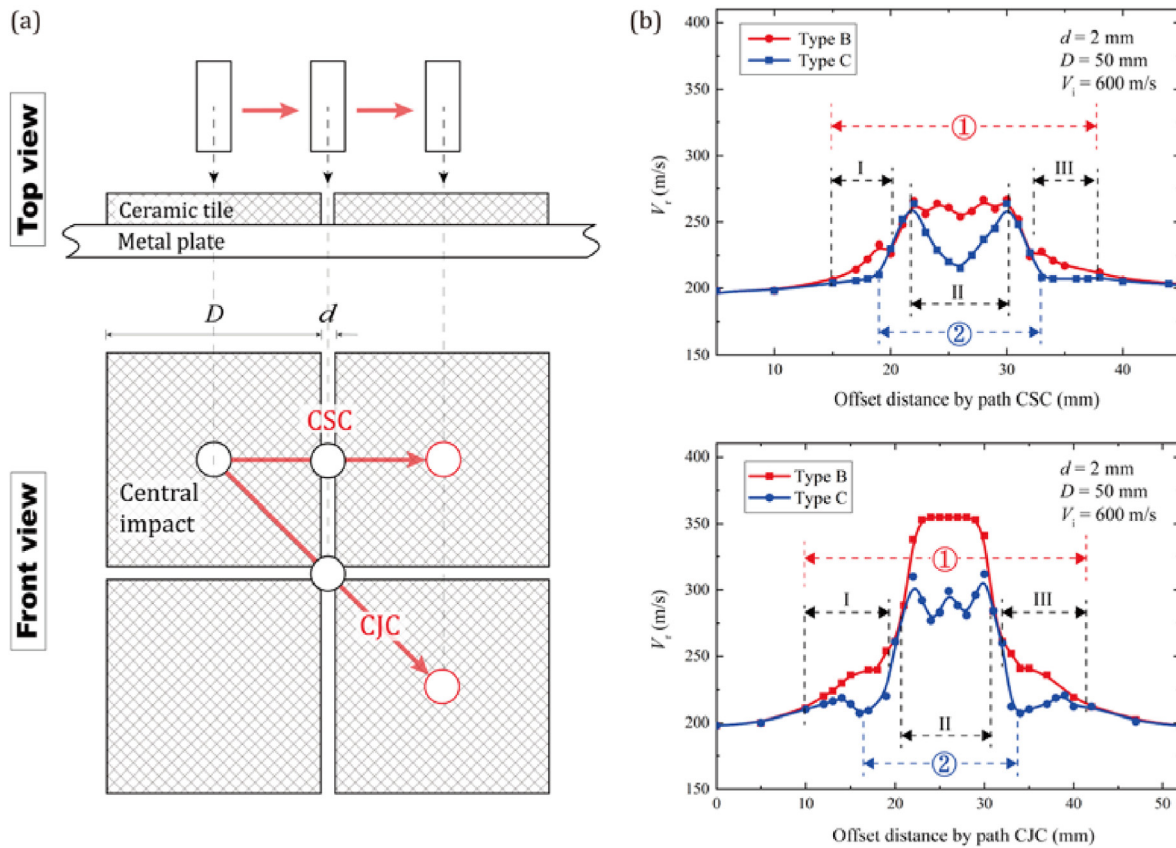 (a)
Top view
Ceramic tile
Metal plate
D
d
CSC
Central
impact
CJC
Front view
(b)
400
350
300
250
200
150
Vr (m/s)
Type B
Type C
d = 2 mm
D = 50 mm
Vi = 600 m/s
①
I
III
II
②
10
20
30
40
Offset distance by path CSC (mm)
400
350
300
250
200
150
Vr (m/s)
Type B
Type C
d = 2 mm
D = 50 mm
Vi = 600 m/s
①
I
III
II
②
0
10
20
30
40
50
Offset distance by path CJC (mm)